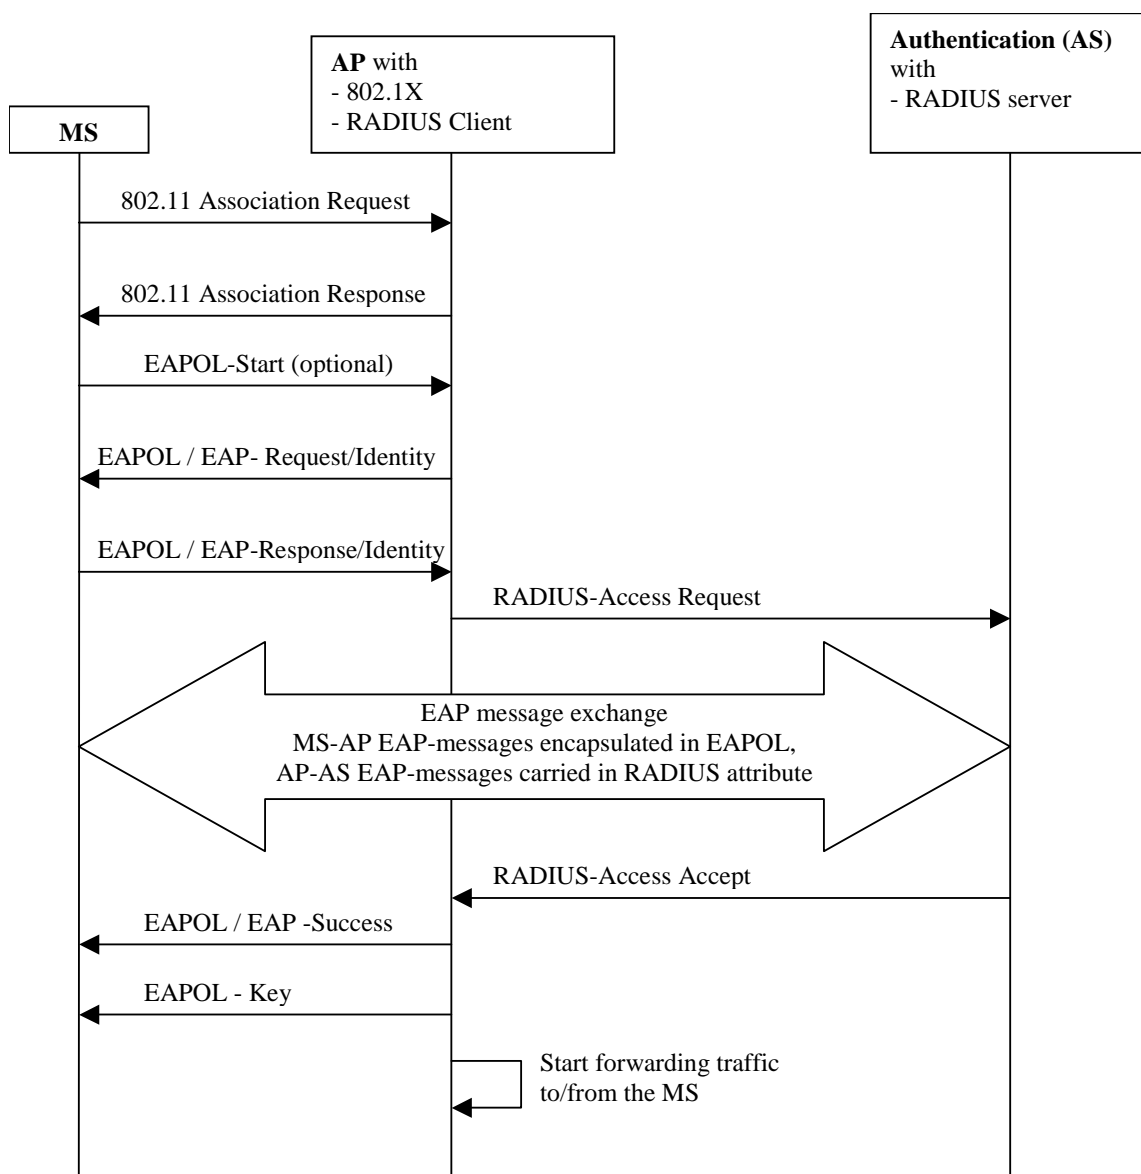 MS
AP with
- 802.1X
- RADIUS Client
Authentication (AS)
with
- RADIUS server
802.11 Association Request
802.11 Association Response
EAPOL-Start (optional)
EAPOL / EAP- Request/Identity
EAPOL / EAP-Response/Identity
RADIUS-Access Request
EAP message exchange
MS-AP EAP-messages encapsulated in EAPOL,
AP-AS EAP-messages carried in RADIUS attribute
RADIUS-Access Accept
EAPOL / EAP -Success
EAPOL - Key
Start forwarding traffic
to/from the MS